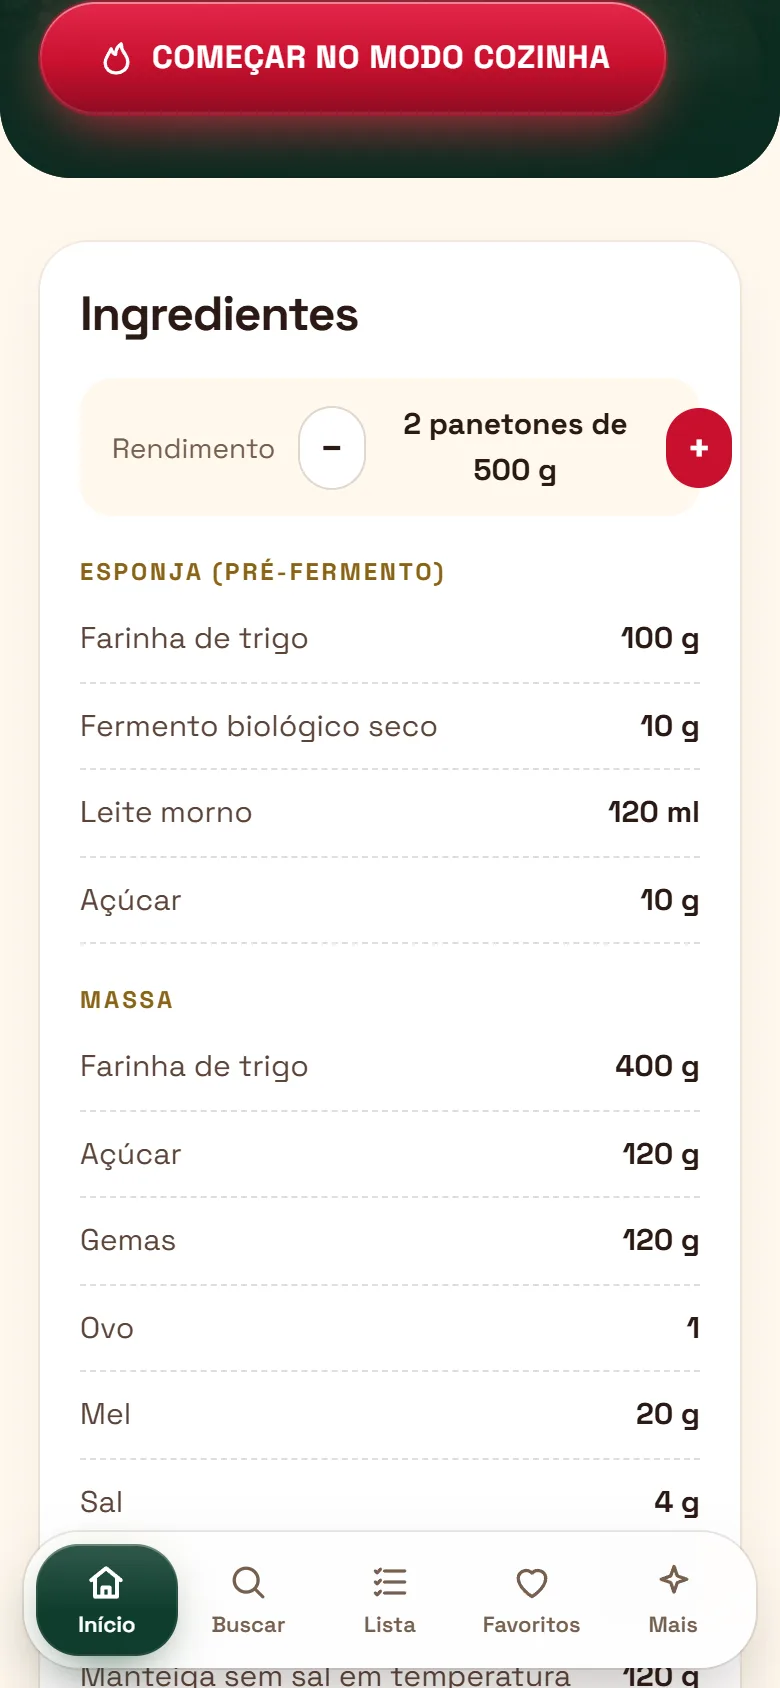 COMEÇAR NO MODO COZINHA
Ingredientes
Rendimento
−
2 panetones de
500 g
+
ESPONJA (PRÉ-FERMENTO)
Farinha de trigo 100 g
Fermento biológico seco 10 g
Leite morno 120 ml
Açúcar 10 g
MASSA
Farinha de trigo 400 g
Açúcar 120 g
Gemas 120 g
Ovo 1
Mel 20 g
Sal 4 g
Início
Buscar
Lista
Favoritos
Mais
Manteiga sem sal em temperatura 120 g